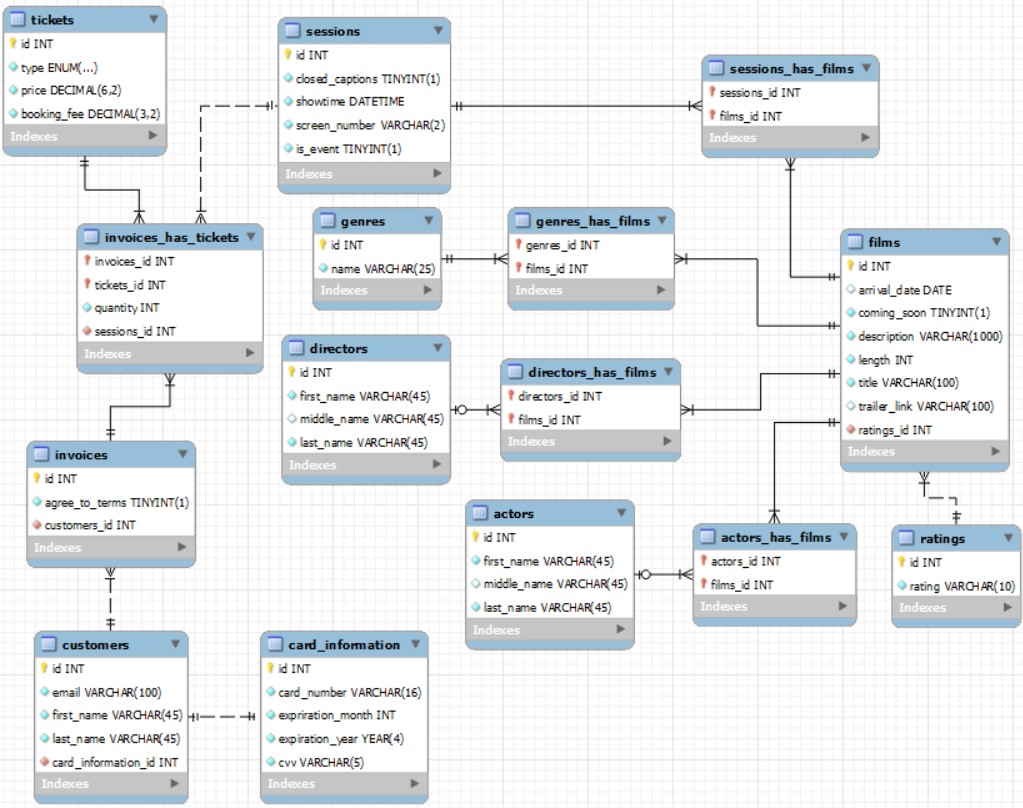 tickets
id INT
type ENUM(...)
price DECIMAL(6,2)
booking_fee DECIMAL(3,2)
Indexes
sessions
id INT
closed_captions TINYINT(1)
showtime DATETIME
screen_number VARCHAR(2)
is_event TINYINT(1)
Indexes
sessions_has_films
sessions_id INT
films_id INT
Indexes
invoices_has_tickets
invoices_id INT
tickets_id INT
quantity INT
sessions_id INT
Indexes
genres
id INT
name VARCHAR(25)
Indexes
genres_has_films
genres_id INT
films_id INT
Indexes
films
id INT
arrival_date DATE
coming_soon TINYINT(1)
description VARCHAR(1000)
length INT
title VARCHAR(100)
trailer_link VARCHAR(100)
ratings_id INT
Indexes
directors
id INT
first_name VARCHAR(45)
middle_name VARCHAR(45)
last_name VARCHAR(45)
Indexes
directors_has_films
directors_id INT
films_id INT
Indexes
invoices
id INT
agree_to_terms TINYINT(1)
customers_id INT
Indexes
actors
id INT
first_name VARCHAR(45)
middle_name VARCHAR(45)
last_name VARCHAR(45)
Indexes
actors_has_films
actors_id INT
films_id INT
Indexes
ratings
id INT
rating VARCHAR(10)
Indexes
customers
id INT
email VARCHAR(100)
first_name VARCHAR(45)
last_name VARCHAR(45)
card_information_id INT
Indexes
card_information
id INT
card_number VARCHAR(16)
expriration_month INT
expiration_year YEAR(4)
cvv VARCHAR(5)
Indexes